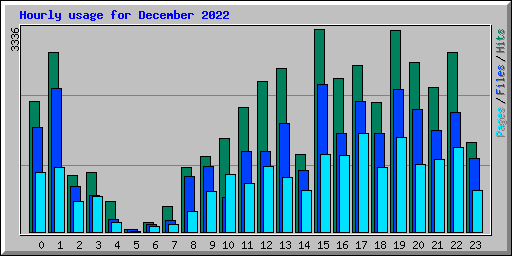 Hourly usage for December 2022
3336
Pages/Files/Hits
0 1 2 3 4 5 6 7 8 9 10 11 12 13 14 15 16 17 18 19 20 21 22 23